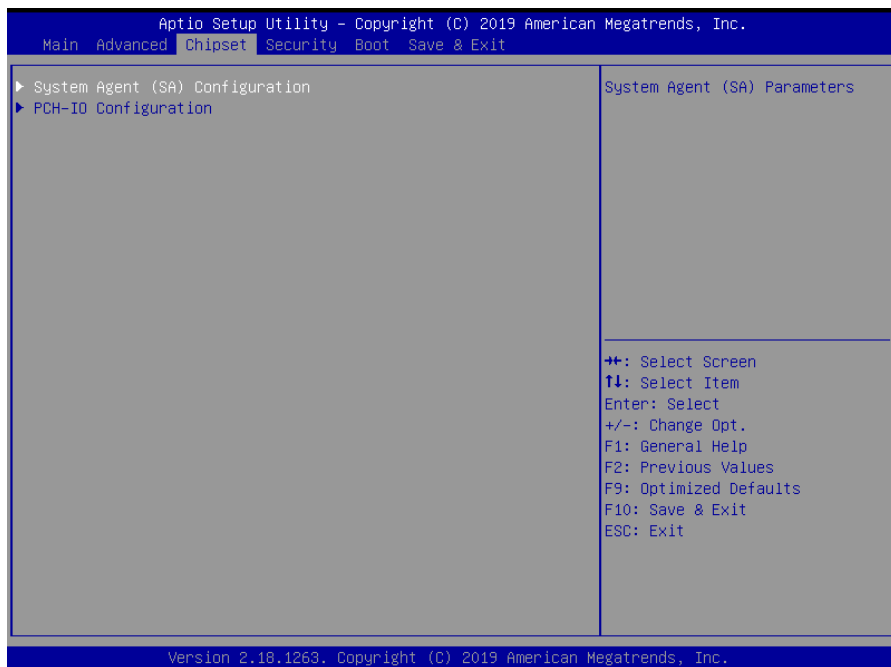 Aptio Setup Utility – Copyright (C) 2019 American Megatrends, Inc.
Main Advanced Chipset Security Boot Save & Exit
▶ System Agent (SA) Configuration
▶ PCH-IO Configuration
System Agent (SA) Parameters
→←: Select Screen
↑↓: Select Item
Enter: Select
+/-: Change Opt.
F1: General Help
F2: Previous Values
F9: Optimized Defaults
F10: Save & Exit
ESC: Exit
Version 2.18.1263. Copyright (C) 2019 American Megatrends, Inc.